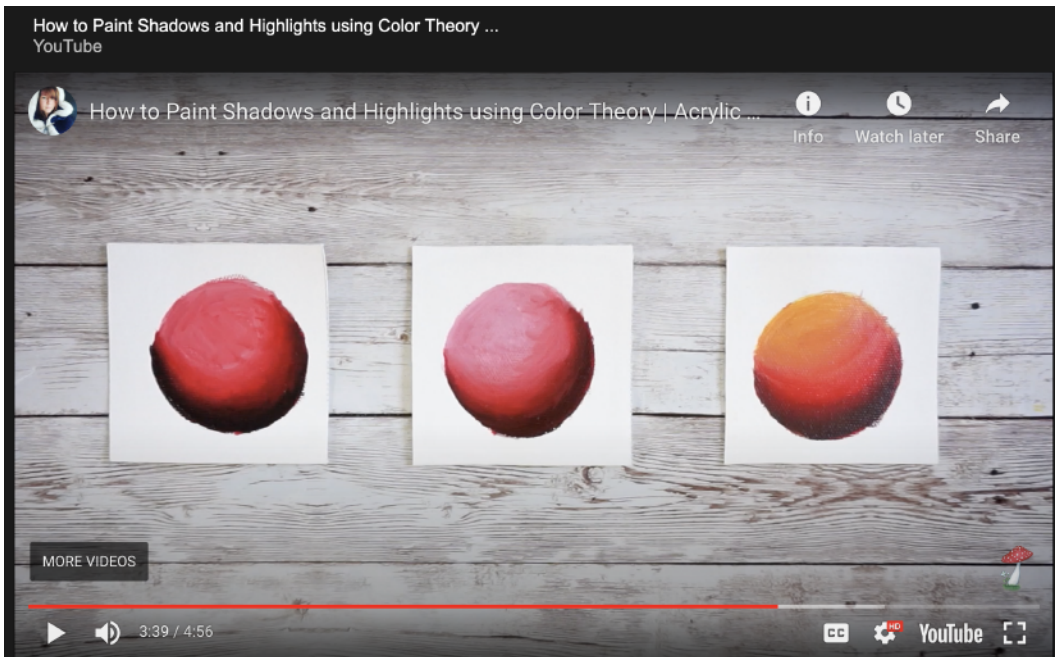 How to Paint Shadows and Highlights using Color Theory ...
YouTube
How to Paint Shadows and Highlights using Color Theory | Acrylic ...
Info
Watch later
Share
MORE VIDEOS
3:39 / 4:56
CC
HD
YouTube